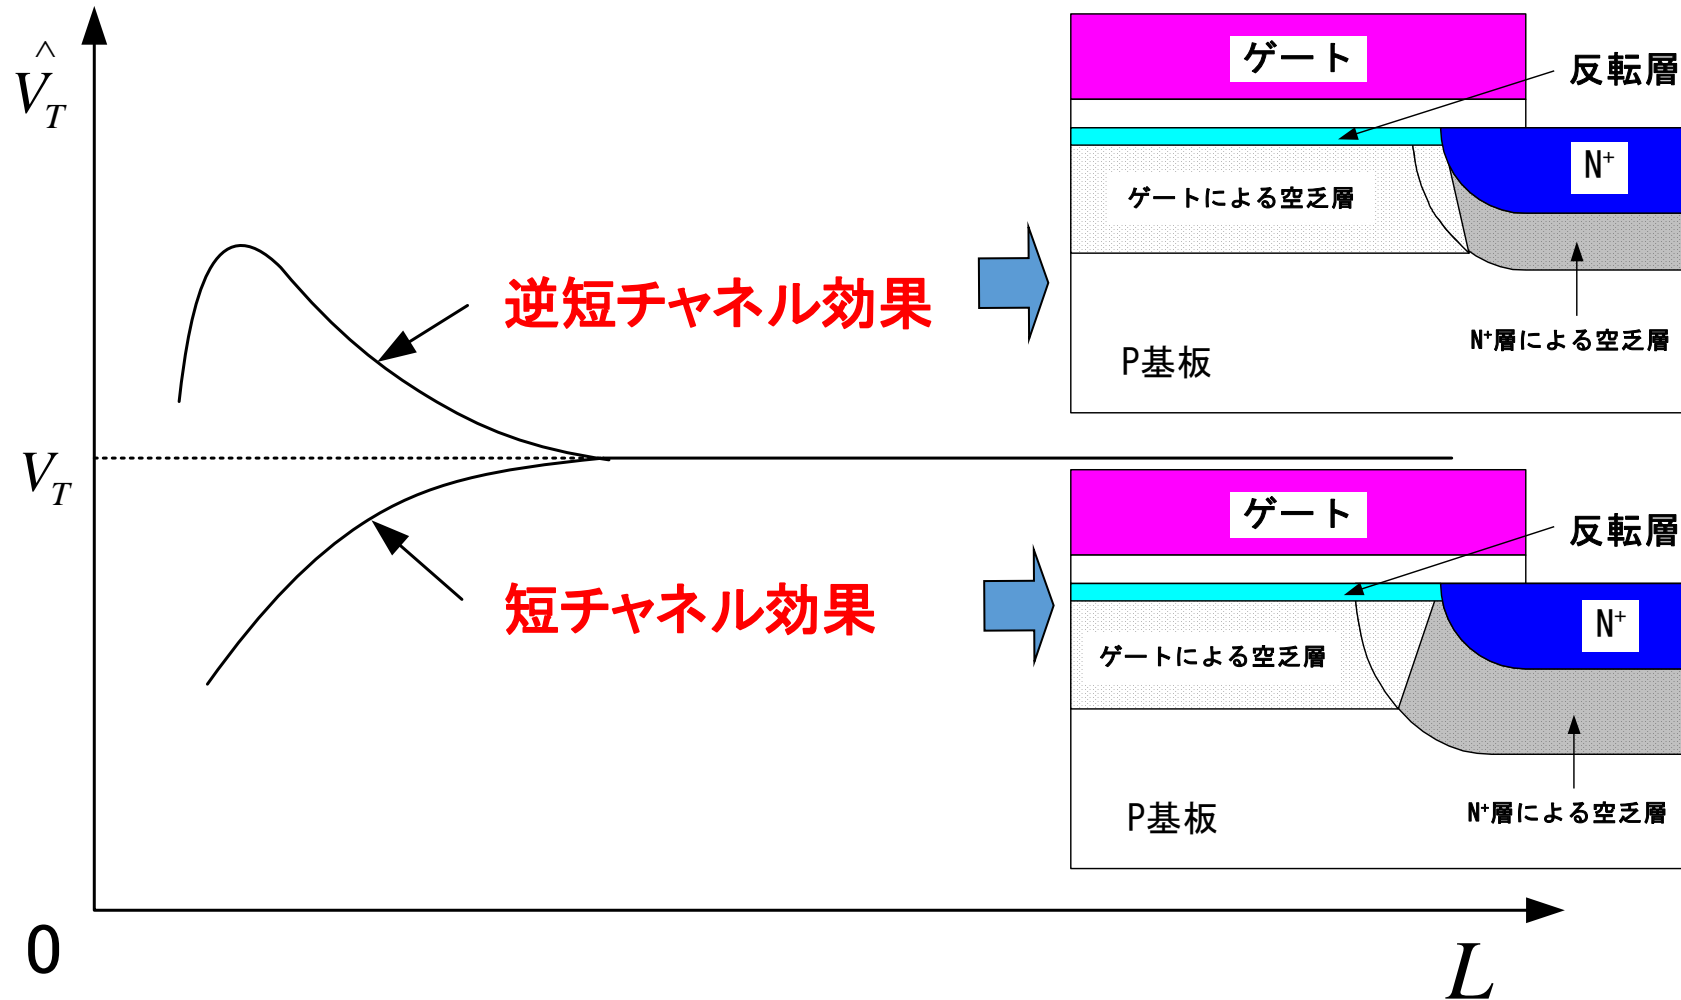 ^
V_T
ゲート
反転層
N⁺
ゲートによる空乏層
逆短チャネル効果
N⁺層による空乏層
P基板
V_T
ゲート
反転層
短チャネル効果
N⁺
ゲートによる空乏層
P基板
N⁺層による空乏層
0
L